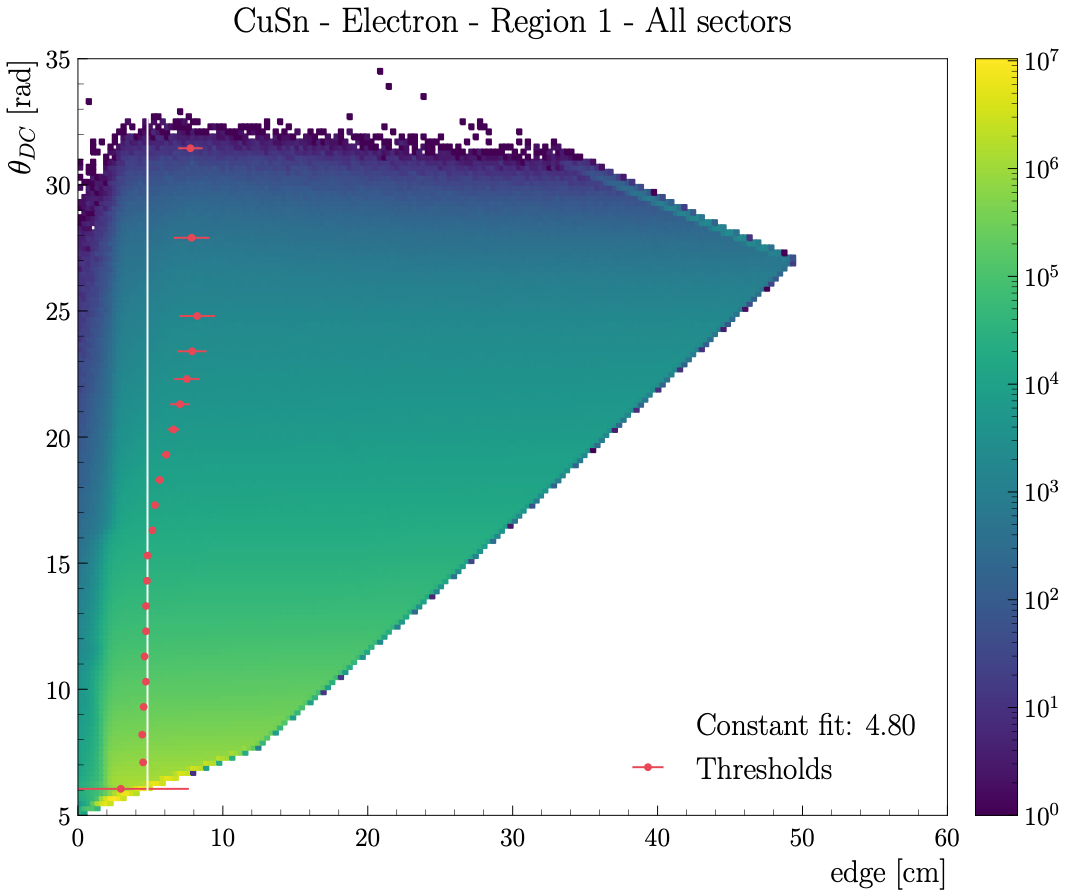 CuSn - Electron - Region 1 - All sectors
θ_DC [rad]
35
30
25
20
15
10
5
0 10 20 30 40 50 60
edge [cm]
Constant fit: 4.80
Thresholds
10^7
10^6
10^5
10^4
10^3
10^2
10^1
10^0